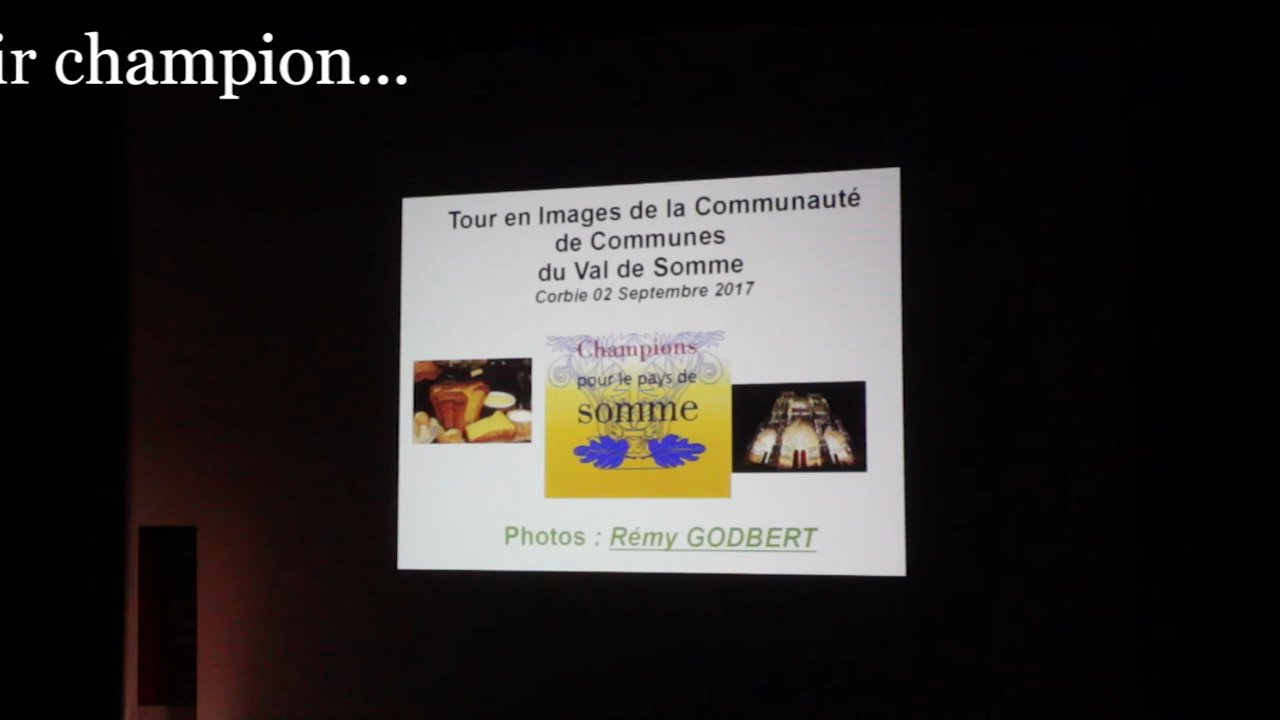 ir champion...
Tour en Images de la Communauté
de Communes
du Val de Somme
Corbie 02 Septembre 2017
Champions
pour le pays de
somme
Photos : Rémy GODBERT